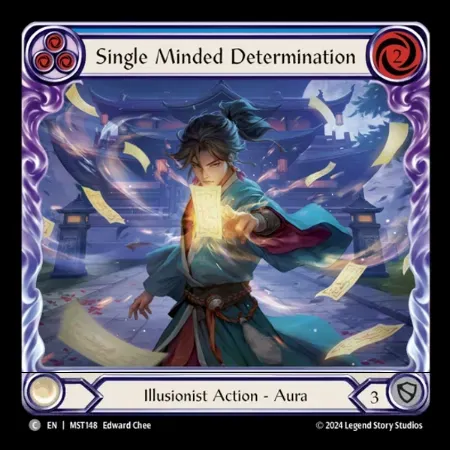 Single Minded Determination
2
Illusionist Action - Aura
3
C EN | MST148 Edward Chee
© 2024 Legend Story Studios